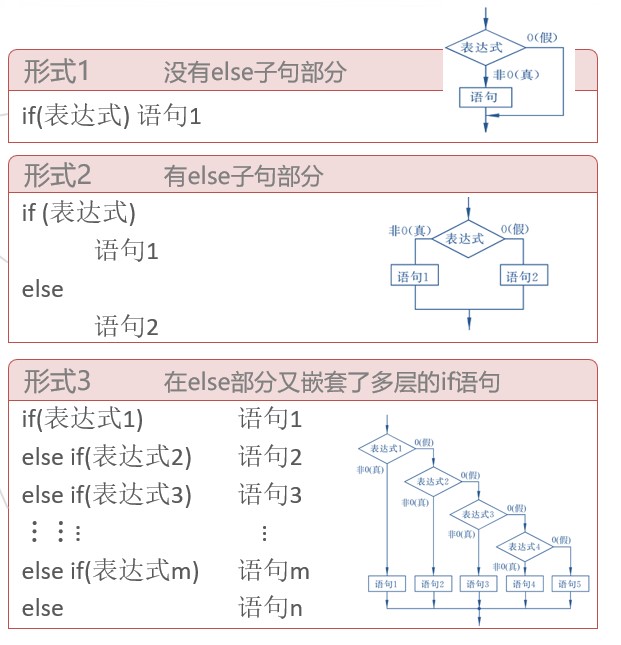 形式1 没有else子句部分
if(表达式) 语句1
表达式
0(假)
非0(真)
语句
形式2 有else子句部分
if (表达式)
语句1
else
语句2
非0(真)
表达式
0(假)
语句1
语句2
形式3 在else部分又嵌套了多层的if语句
if(表达式1) 语句1
else if(表达式2) 语句2
else if(表达式3) 语句3
⋮ ⋮⋮ ⋮
else if(表达式m) 语句m
else 语句n
表达式1
0(假)
非0(真)
表达式2
0(假)
非0(真)
表达式3
0(假)
非0(真)
表达式4
0(假)
非0(真)
语句1
语句2
语句3
语句4
语句5